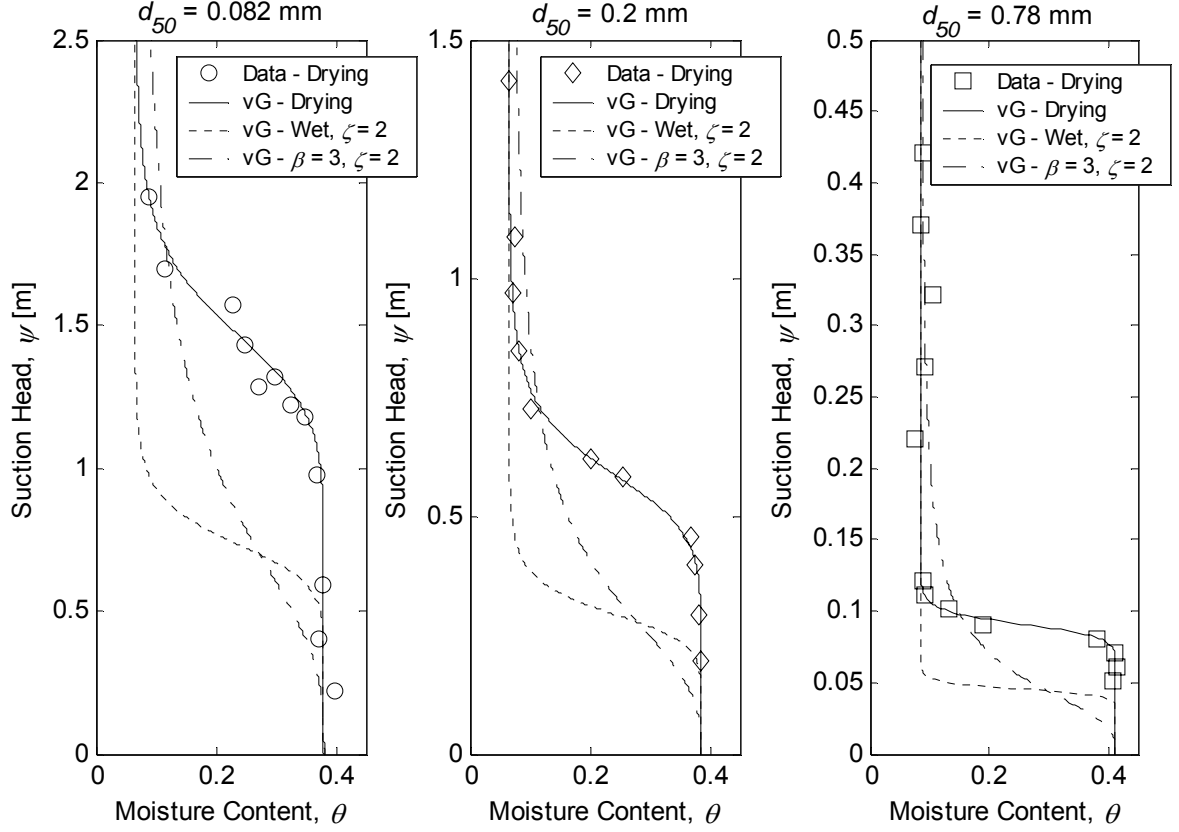 d50 = 0.082 mm
2.5
2
1.5
1
0.5
0
0
0.2
0.4
Suction Head, ψ [m]
Moisture Content, θ
Data - Drying
vG - Drying
vG - Wet, ζ = 2
vG - β = 3, ζ = 2
d50 = 0.2 mm
1.5
1
0.5
0
0
0.2
0.4
Suction Head, ψ [m]
Moisture Content, θ
Data - Drying
vG - Drying
vG - Wet, ζ = 2
vG - β = 3, ζ = 2
d50 = 0.78 mm
0.5
0.45
0.4
0.35
0.3
0.25
0.2
0.15
0.1
0.05
0
0
0.2
0.4
Suction Head, ψ [m]
Moisture Content, θ
Data - Drying
vG - Drying
vG - Wet, ζ = 2
vG - β = 3, ζ = 2